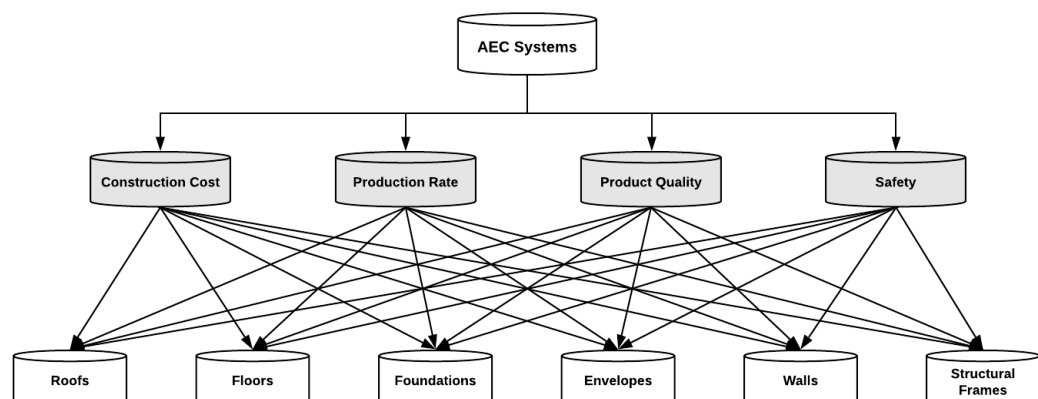 AEC Systems
Construction Cost
Production Rate
Product Quality
Safety
Roofs
Floors
Foundations
Envelopes
Walls
Structural
Frames